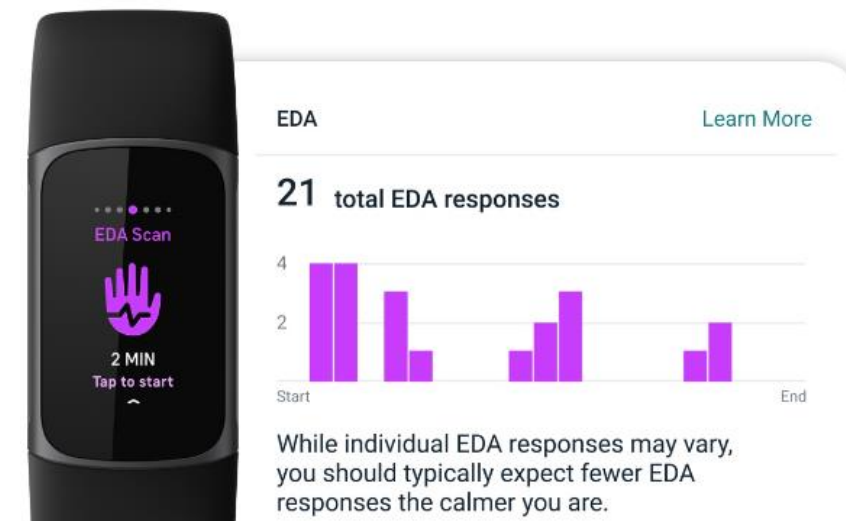 EDA Scan
2 MIN
Tap to start
EDA
Learn More
21 total EDA responses
4
2
Start
End
While individual EDA responses may vary,
you should typically expect fewer EDA
responses the calmer you are.